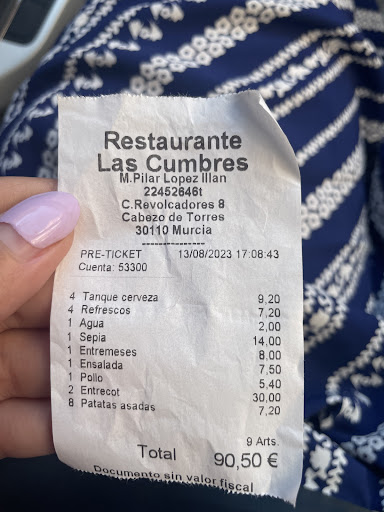 Restaurante
Las Cumbres
M.Pilar Lopez Illan
22452646t
C.Revolcadores 8
Cabezo de Torres
30110 Murcia
----------------
PRE-TICKET 13/08/2023 17:08:43
Cuenta: 53300
4 Tanque cerveza 9,20
4 Refrescos 7,20
1 Agua 2,00
1 Sepia 14,00
1 Entremeses 8,00
1 Ensalada 7,50
1 Pollo 5,40
2 Entrecot 30,00
8 Patatas asadas 7,20
9 Arts.
Total 90,50 €
Documento sin valor fiscal